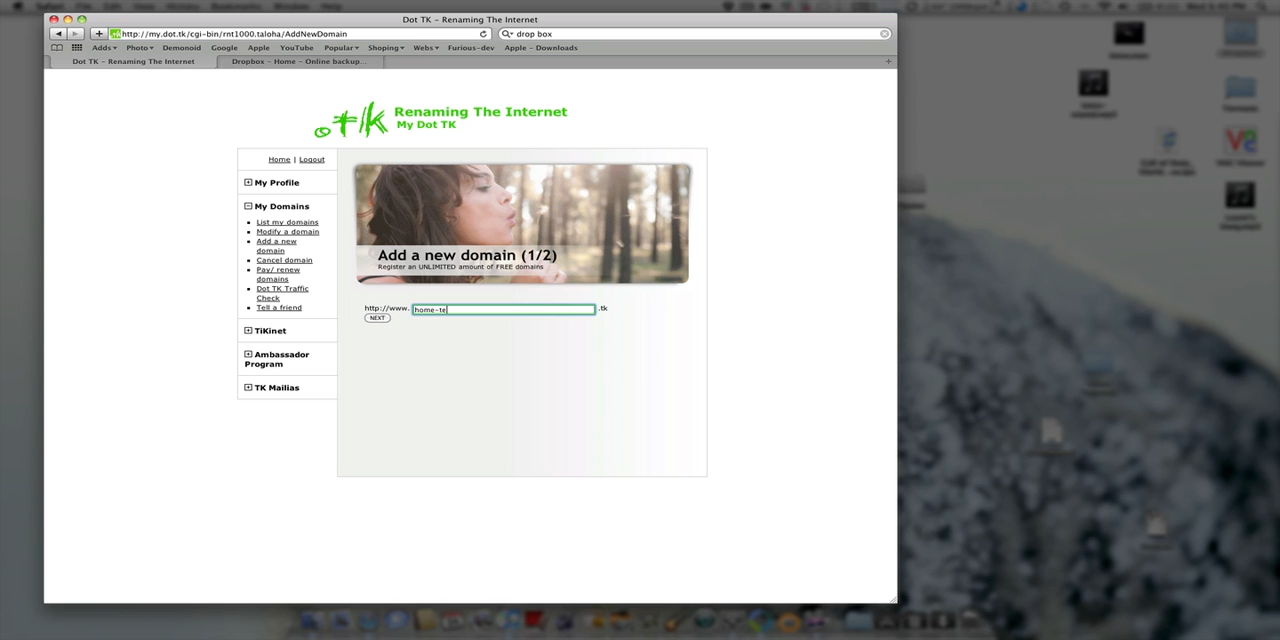 Dot TK – Renaming The Internet
http://my.dot.tk/cgi-bin/rnt1000.taloha/AddNewDomain
drop box
Adds Photo Demonoid Google Apple YouTube Popular Shoping Webs Furious-dev Apple - Downloads
Dot TK – Renaming The Internet
Dropbox – Home – Online backup...
.tk
Renaming The Internet
My Dot TK
Home | Logout
My Profile
My Domains
List my domains
Modify a domain
Add a new
domain
Cancel domain
Pay/ renew
domains
Dot TK Traffic
Check
Tell a friend
TiKinet
Ambassador
Program
TK Mailias
Add a new domain (1/2)
Register an UNLIMITED amount of FREE domains
http://www. home-te .tk
NEXT